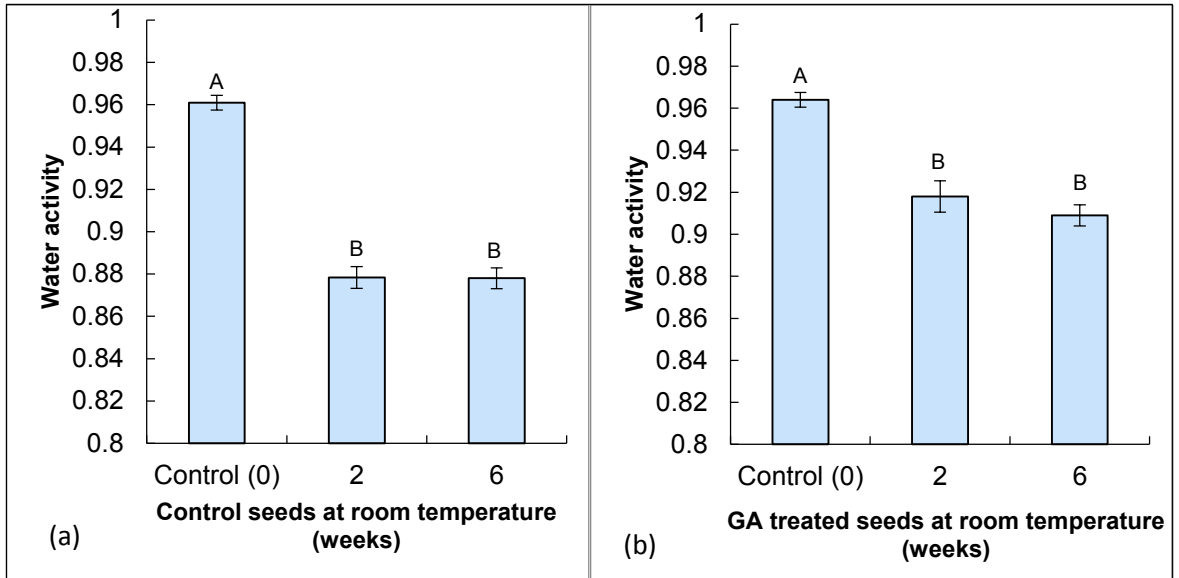 Water activity
1
0.98
0.96
0.94
0.92
0.9
0.88
0.86
0.84
0.82
0.8
A
B
B
Control (0) 2 6
Control seeds at room temperature
(weeks)
(a)
Water activity
1
0.98
0.96
0.94
0.92
0.9
0.88
0.86
0.84
0.82
0.8
A
B
B
Control (0) 2 6
GA treated seeds at room temperature
(weeks)
(b)